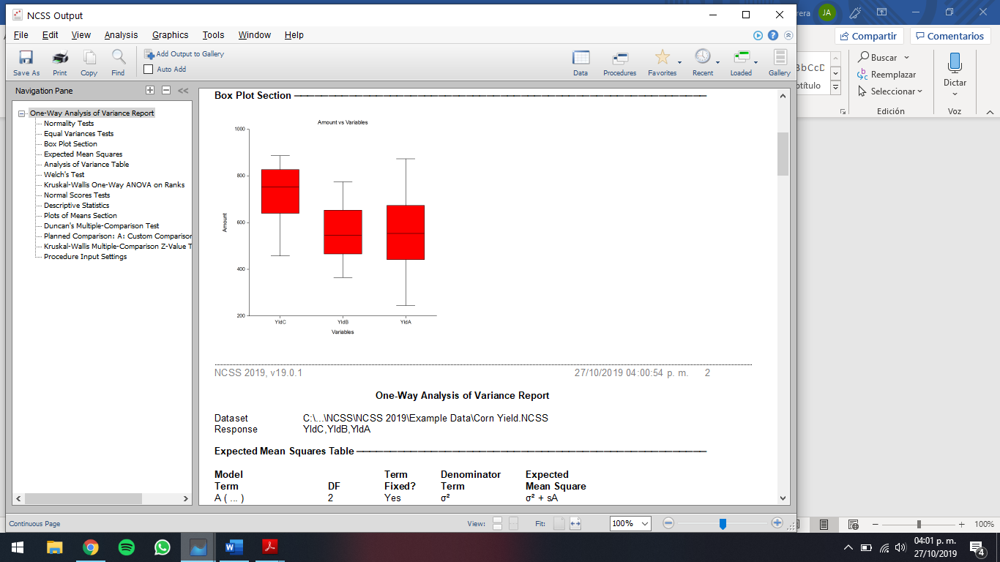 NCSS Output
rera JA
File Edit View Analysis Graphics Tools Window Help
Compartir Comentarios
Save As Print Copy Find
Add Output to Gallery
Auto Add
Data Procedures Favorites Recent Loaded Gallery
Buscar
Reemplazar
Seleccionar
Dictar
Edición Voz
BbCcD
btítulo
Navigation Pane
One-Way Analysis of Variance Report
Normality Tests
Equal Variances Tests
Box Plot Section
Expected Mean Squares
Analysis of Variance Table
Welch's Test
Kruskal-Wallis One-Way ANOVA on Ranks
Normal Scores Tests
Descriptive Statistics
Plots of Means Section
Duncan's Multiple-Comparison Test
Planned Comparison: A: Custom Comparison
Kruskal-Wallis Multiple-Comparison Z-Value T
Procedure Input Settings
Box Plot Section
Amount vs Variables
1000
800
600
400
200
Amount
YldC YldB YldA
Variables
NCSS 2019, v19.0.1 27/10/2019 04:00:54 p. m. 2
One-Way Analysis of Variance Report
Dataset C:\...\NCSS\NCSS 2019\Example Data\Corn Yield.NCSS
Response YldC,YldB,YldA
Expected Mean Squares Table
Model Term Denominator Expected
Term DF Fixed? Term Mean Square
A ( ... ) 2 Yes σ² σ² + sA
Continuous Page View: Fit: 100%
100%
04:01 p. m.
27/10/2019
4